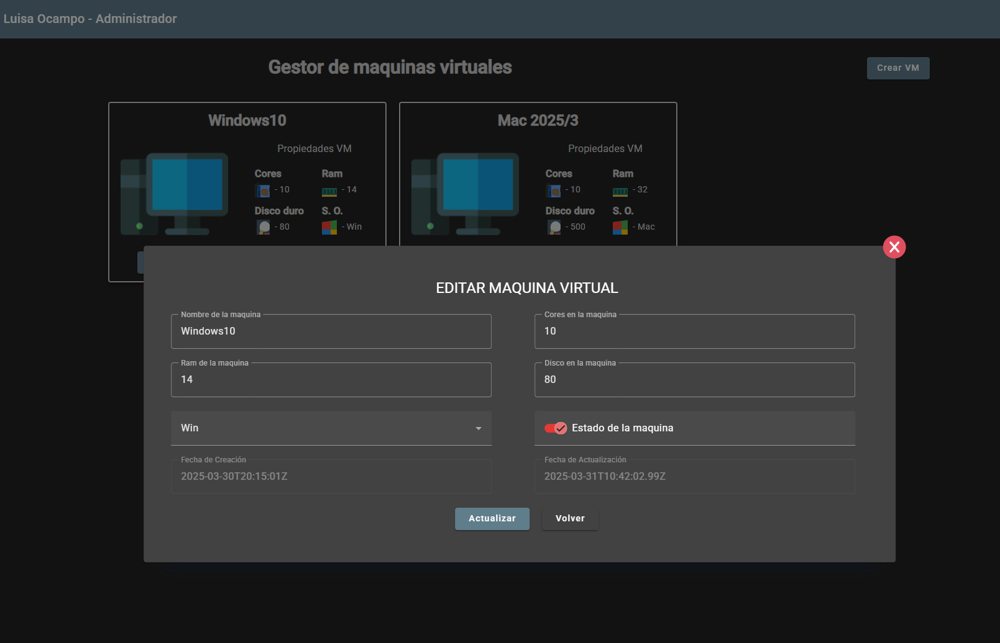 Luisa Ocampo - Administrador
Gestor de maquinas virtuales
Crear VM
Windows10
Propiedades VM
Cores
Ram
- 10
- 14
Disco duro
S. O.
- 80
- Win
Mac 2025/3
Propiedades VM
Cores
Ram
- 10
- 32
Disco duro
S. O.
- 500
- Mac
EDITAR MAQUINA VIRTUAL
Nombre de la maquina
Windows10
Cores en la maquina
10
Ram de la maquina
14
Disco en la maquina
80
Win
Estado de la maquina
Fecha de Creación
2025-03-30T20:15:01Z
Fecha de Actualización
2025-03-31T10:42:02.99Z
Actualizar
Volver